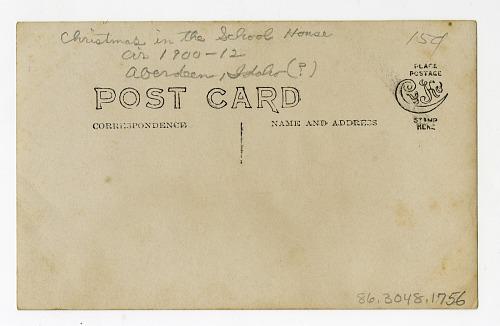 Christmas in the School House
cir 1900-12
Aberdeen, Idaho (?)
15¢
PLACE
POSTAGE
STAMP
HERE
POST CARD
CORRESPONDENCE
NAME AND ADDRESS
86.3048.1756